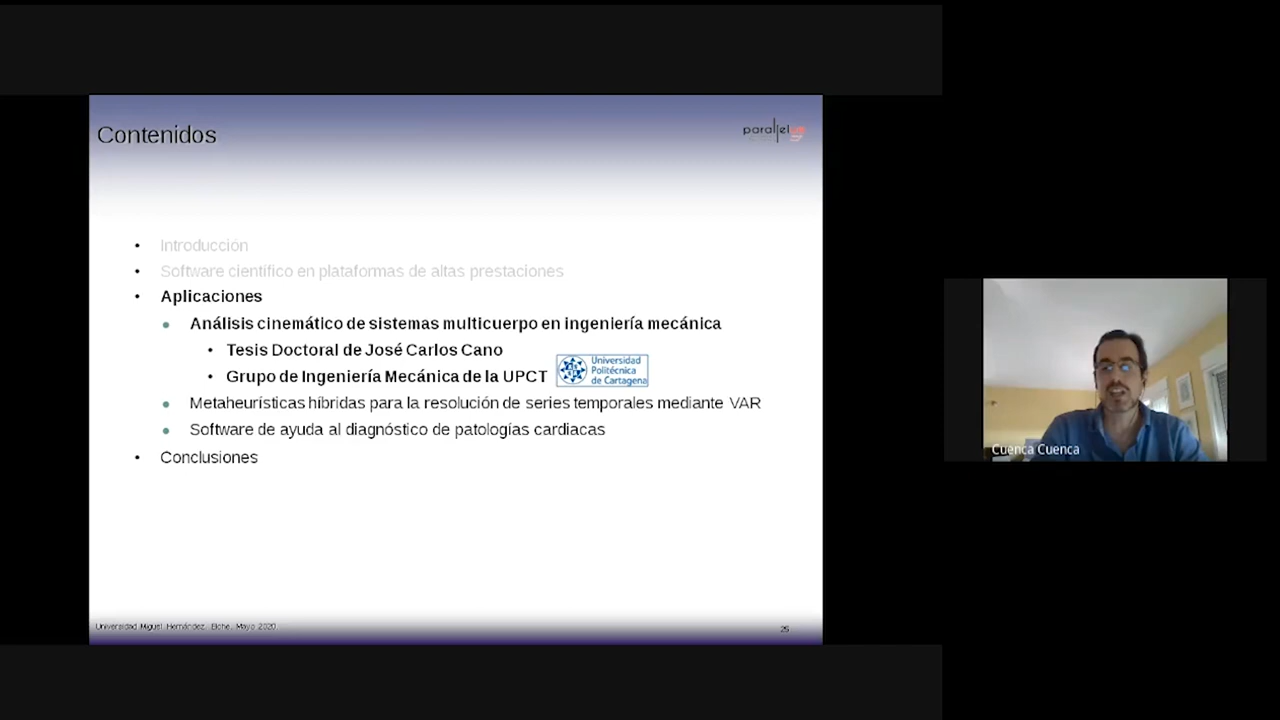 Contenidos
parallel
Introducción
Software científico en plataformas de altas prestaciones
Aplicaciones
Análisis cinemático de sistemas multicuerpo en ingeniería mecánica
Tesis Doctoral de José Carlos Cano
Grupo de Ingeniería Mecánica de la UPCT
Universidad
Politécnica
de Cartagena
Metaheurísticas híbridas para la resolución de series temporales mediante VAR
Software de ayuda al diagnóstico de patologías cardiacas
Conclusiones
Universidad Miguel Hernández. Elche. Mayo 2020.
25
Cuenca Cuenca